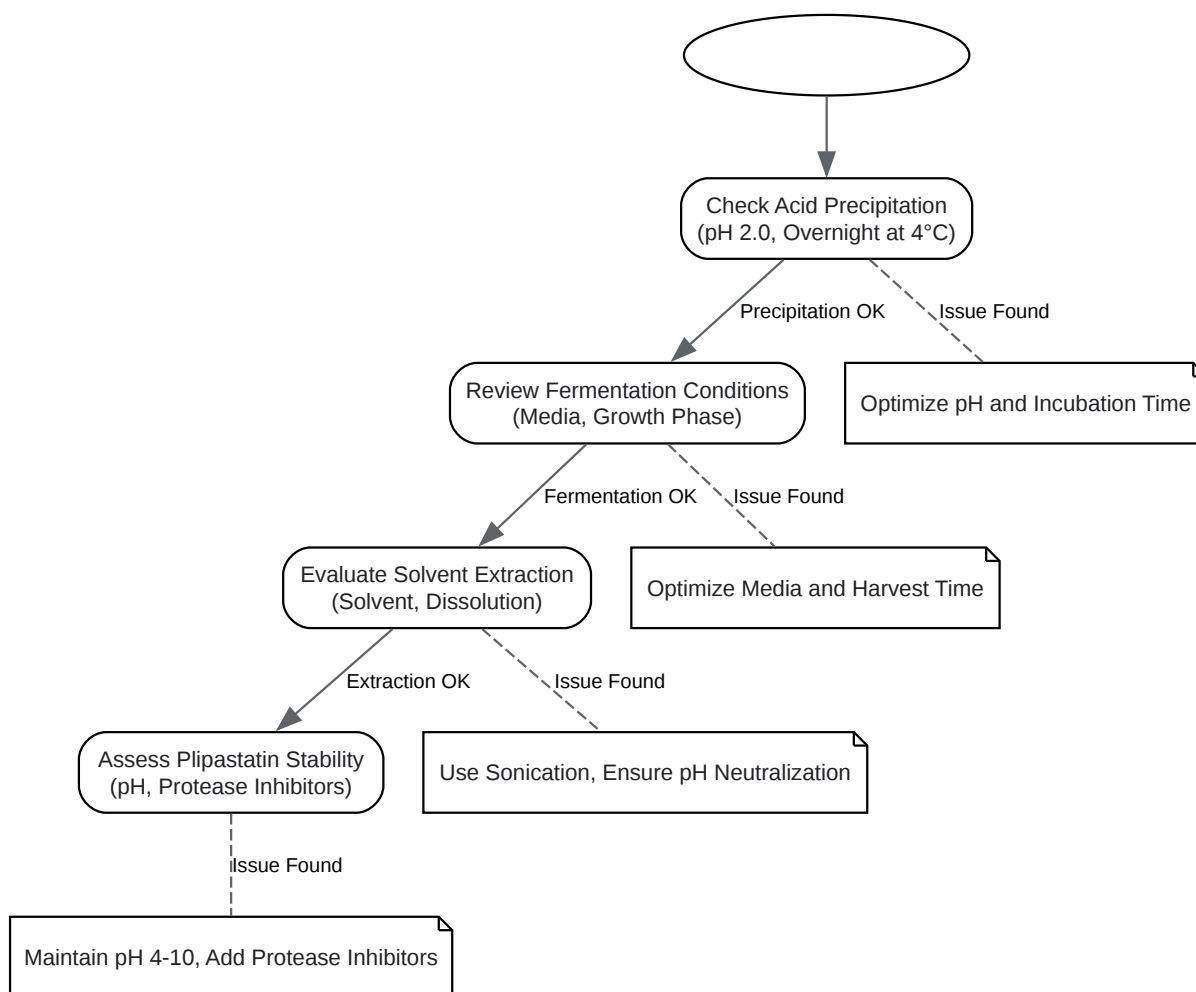 Check Acid Precipitation
(pH 2.0, Overnight at 4°C)
Precipitation OK
Issue Found
Review Fermentation Conditions
(Media, Growth Phase)
Optimize pH and Incubation Time
Fermentation OK
Issue Found
Evaluate Solvent Extraction
(Solvent, Dissolution)
Optimize Media and Harvest Time
Extraction OK
Issue Found
Assess Plipastatin Stability
(pH, Protease Inhibitors)
Use Sonication, Ensure pH Neutralization
Issue Found
Maintain pH 4-10, Add Protease Inhibitors